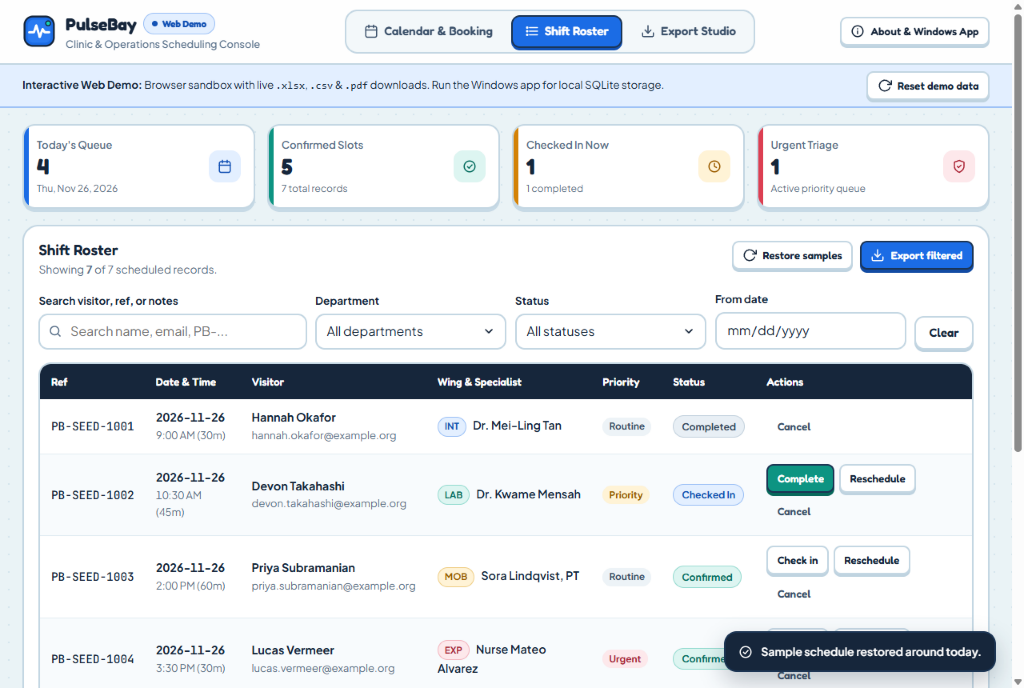 PulseBay
Web Demo
Clinic & Operations Scheduling Console
Calendar & Booking
Shift Roster
Export Studio
About & Windows App
Interactive Web Demo: Browser sandbox with live .xlsx, .csv & .pdf downloads. Run the Windows app for local SQLite storage.
Reset demo data
Today's Queue
4
Thu, Nov 26, 2026
Confirmed Slots
5
7 total records
Checked In Now
1
1 completed
Urgent Triage
1
Active priority queue
Shift Roster
Showing 7 of 7 scheduled records.
Restore samples
Export filtered
Search visitor, ref, or notes
Department
Status
From date
Search name, email, PB-...
All departments
All statuses
mm/dd/yyyy
Clear
Ref Date & Time Visitor Wing & Specialist Priority Status Actions
PB-SEED-1001
2026-11-26
9:00 AM (30m)
Hannah Okafor
hannah.okafor@example.org
INT Dr. Mei-Ling Tan
Routine
Completed
Cancel
PB-SEED-1002
2026-11-26
10:30 AM
(45m)
Devon Takahashi
devon.takahashi@example.org
LAB Dr. Kwame Mensah
Priority
Checked In
Complete
Reschedule
Cancel
PB-SEED-1003
2026-11-26
2:00 PM (60m)
Priya Subramanian
priya.subramanian@example.org
MOB Sora Lindqvist, PT
Routine
Confirmed
Check in
Reschedule
Cancel
PB-SEED-1004
2026-11-26
3:30 PM (30m)
Lucas Vermeer
lucas.vermeer@example.org
EXP Nurse Mateo
Alvarez
Urgent
Confirme
Cancel
Sample schedule restored around today.